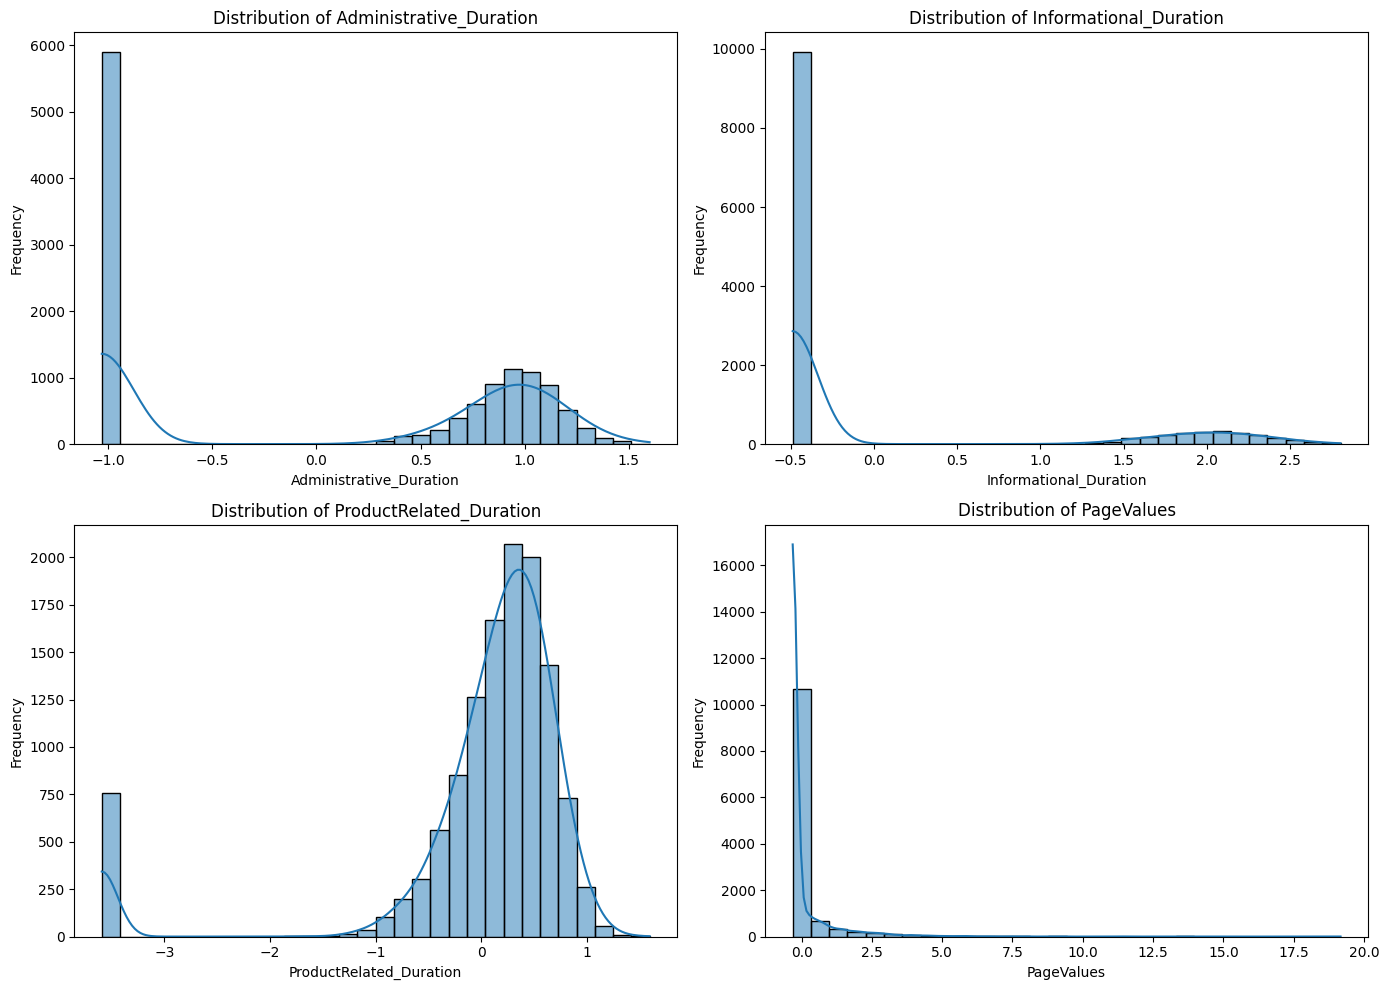 Distribution of Administrative_Duration
Frequency
6000
5000
4000
3000
2000
1000
0
−1.0 −0.5 0.0 0.5 1.0 1.5
Administrative_Duration
Distribution of Informational_Duration
Frequency
10000
8000
6000
4000
2000
0
−0.5 0.0 0.5 1.0 1.5 2.0 2.5
Informational_Duration
Distribution of ProductRelated_Duration
Frequency
2000
1750
1500
1250
1000
750
500
250
0
−3 −2 −1 0 1
ProductRelated_Duration
Distribution of PageValues
Frequency
16000
14000
12000
10000
8000
6000
4000
2000
0
0.0 2.5 5.0 7.5 10.0 12.5 15.0 17.5 20.0
PageValues